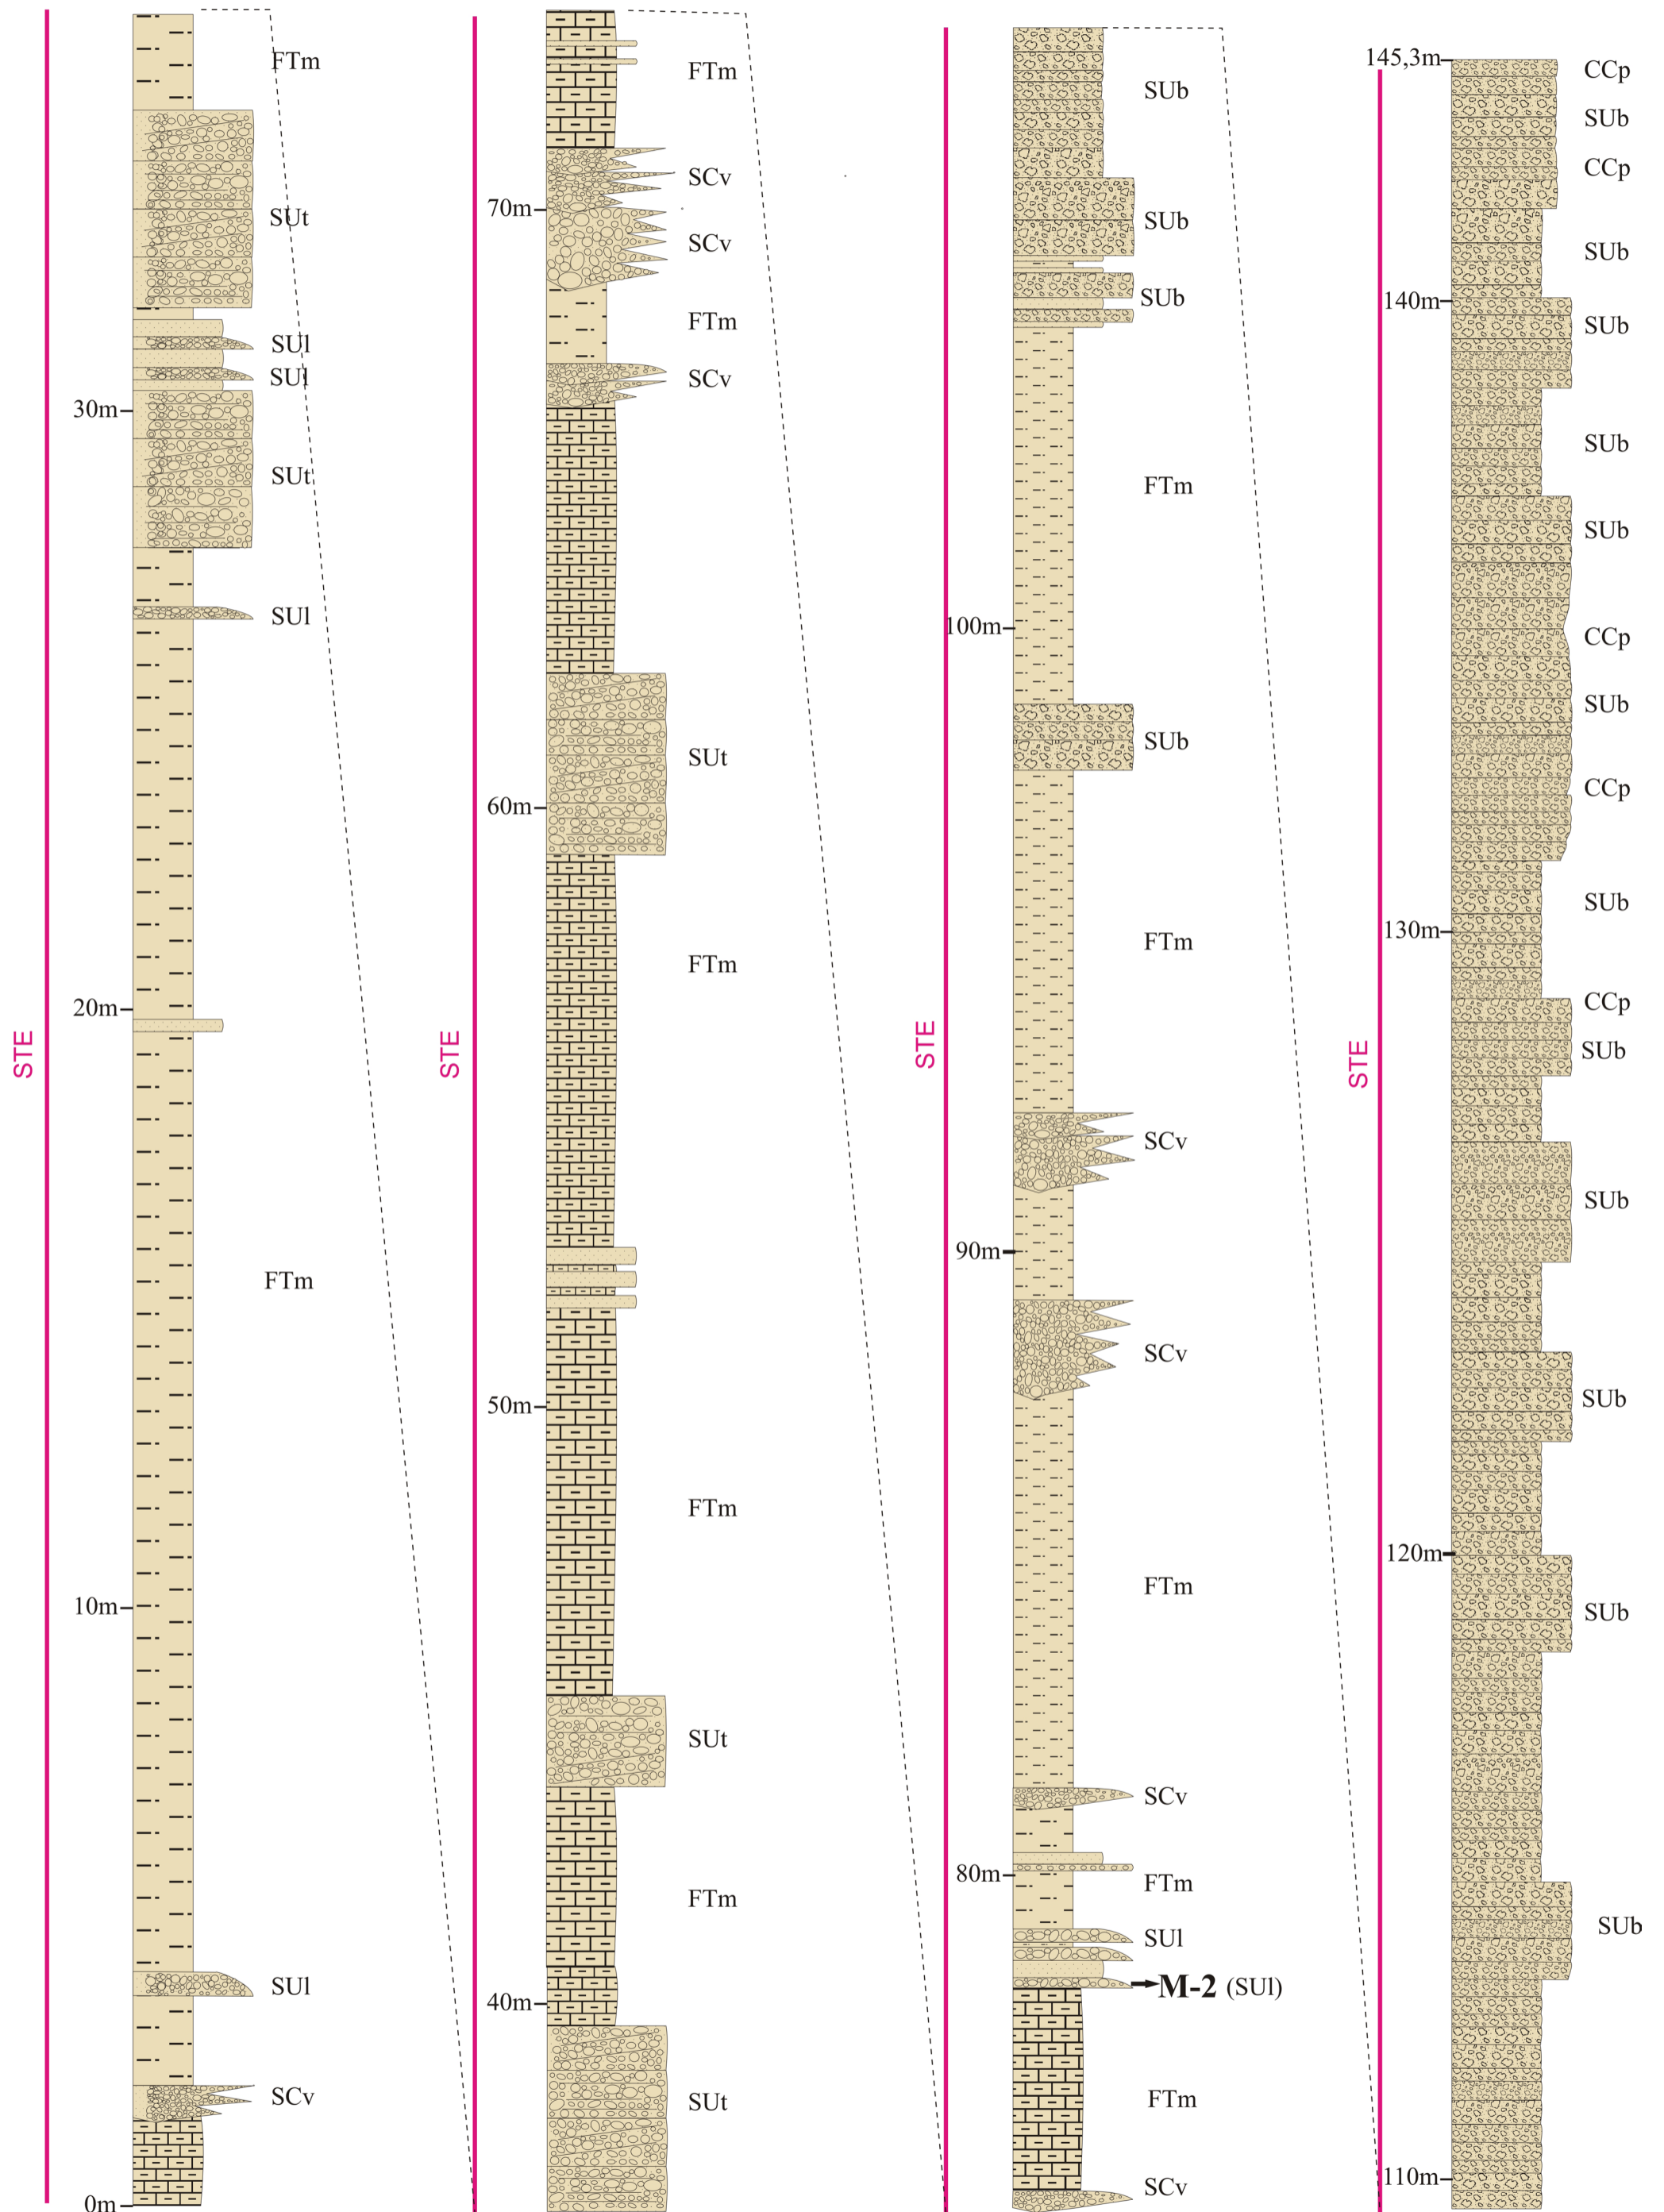 FTm
SUt
SUl
SUl
30m
SUt
SUl
20m
STE
FTm
10m
SUl
SCv
0m
FTm
SCv
70m
SCv
FTm
SCv
SUt
60m
FTm
STE
50m
FTm
SUt
FTm
40m
SUt
SUb
SUb
SUb
FTm
100m
SUb
FTm
STE
SCv
90m
SCv
FTm
SCv
80m
FTm
SUl
M-2 (SUl)
FTm
SCv
145,3m
CCp
SUb
CCp
SUb
140m
SUb
SUb
SUb
CCp
SUb
CCp
SUb
130m
CCp
SUb
STE
SUb
SUb
120m
SUb
SUb
110m